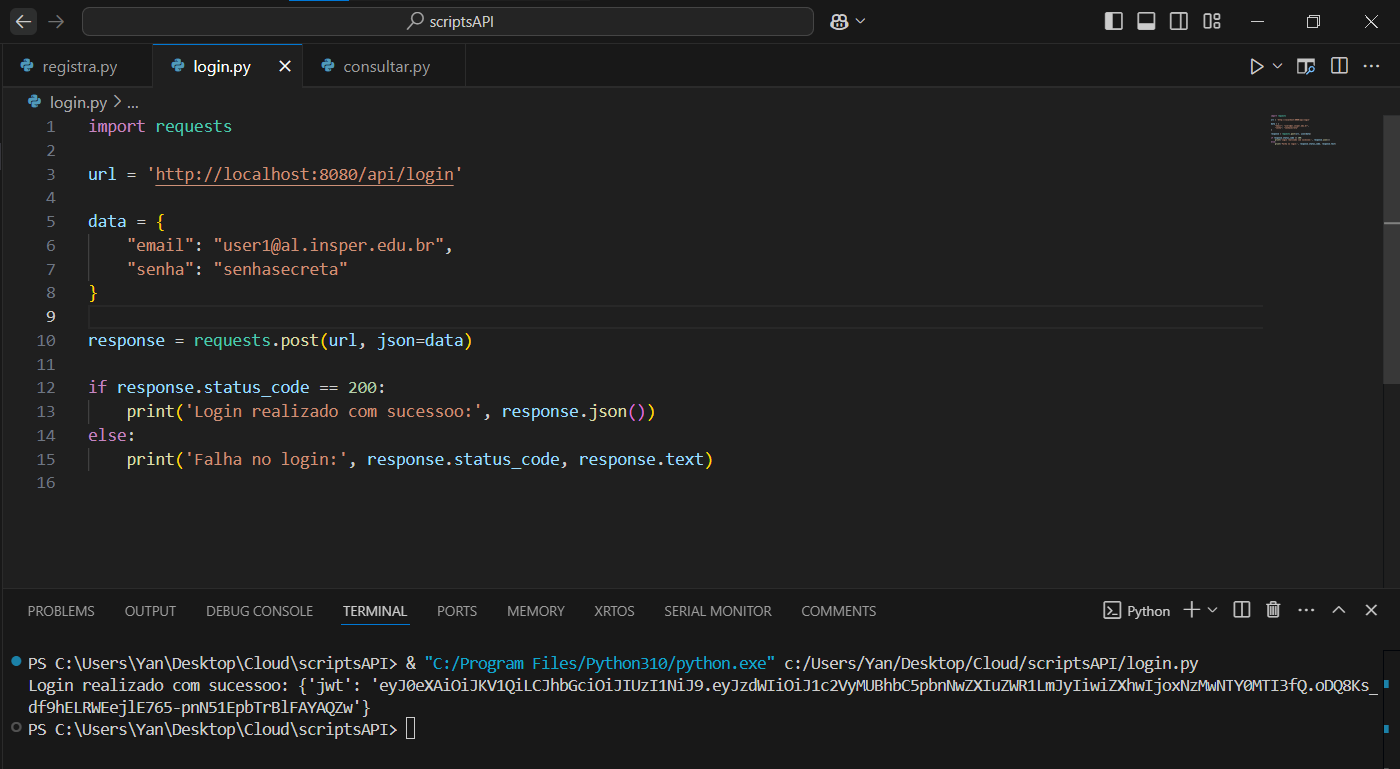 scriptsAPI
registra.py
login.py
consultar.py
login.py > ...
1 import requests
2
3 url = 'http://localhost:8080/api/login'
4
5 data = {
6 "email": "user1@al.insper.edu.br",
7 "senha": "senhasecreta"
8 }
9
10 response = requests.post(url, json=data)
11
12 if response.status_code == 200:
13 print('Login realizado com sucessoo:', response.json())
14 else:
15 print('Falha no login:', response.status_code, response.text)
16
PROBLEMS OUTPUT DEBUG CONSOLE TERMINAL PORTS MEMORY XRTOS SERIAL MONITOR COMMENTS
Python
PS C:\Users\Yan\Desktop\Cloud\scriptsAPI> & "C:/Program Files/Python310/python.exe" c:/Users/Yan/Desktop/Cloud/scriptsAPI/login.py
Login realizado com sucessoo: {'jwt': 'eyJ0eXAiOiJKV1QiLCJhbGciOiJIUzI1NiJ9.eyJzdWIiOiJ1c2VyMUBhbC5pbnNwZXIuZWR1LmJyIiwiZXhwIjoxNzMwNTY0MTI3fQ.oDQ8Ks_
df9hELRWEejlE765-pnN51EpbTrBlFAYAQZw'}
PS C:\Users\Yan\Desktop\Cloud\scriptsAPI>